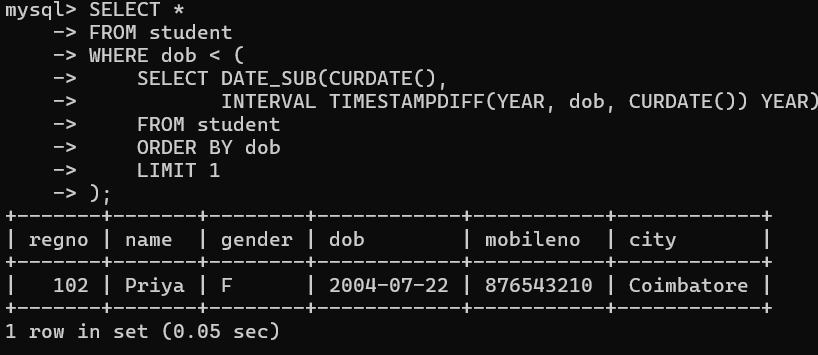 mysql> SELECT *
    -> FROM student
    -> WHERE dob < (
    ->     SELECT DATE_SUB(CURDATE(),
    ->            INTERVAL TIMESTAMPDIFF(YEAR, dob, CURDATE()) YEAR)
    ->     FROM student
    ->     ORDER BY dob
    ->     LIMIT 1
    -> );
+-------+-------+--------+------------+-----------+------------+
| regno | name  | gender | dob        | mobileno  | city       |
+-------+-------+--------+------------+-----------+------------+
|   102 | Priya | F      | 2004-07-22 | 876543210 | Coimbatore |
+-------+-------+--------+------------+-----------+------------+
1 row in set (0.05 sec)